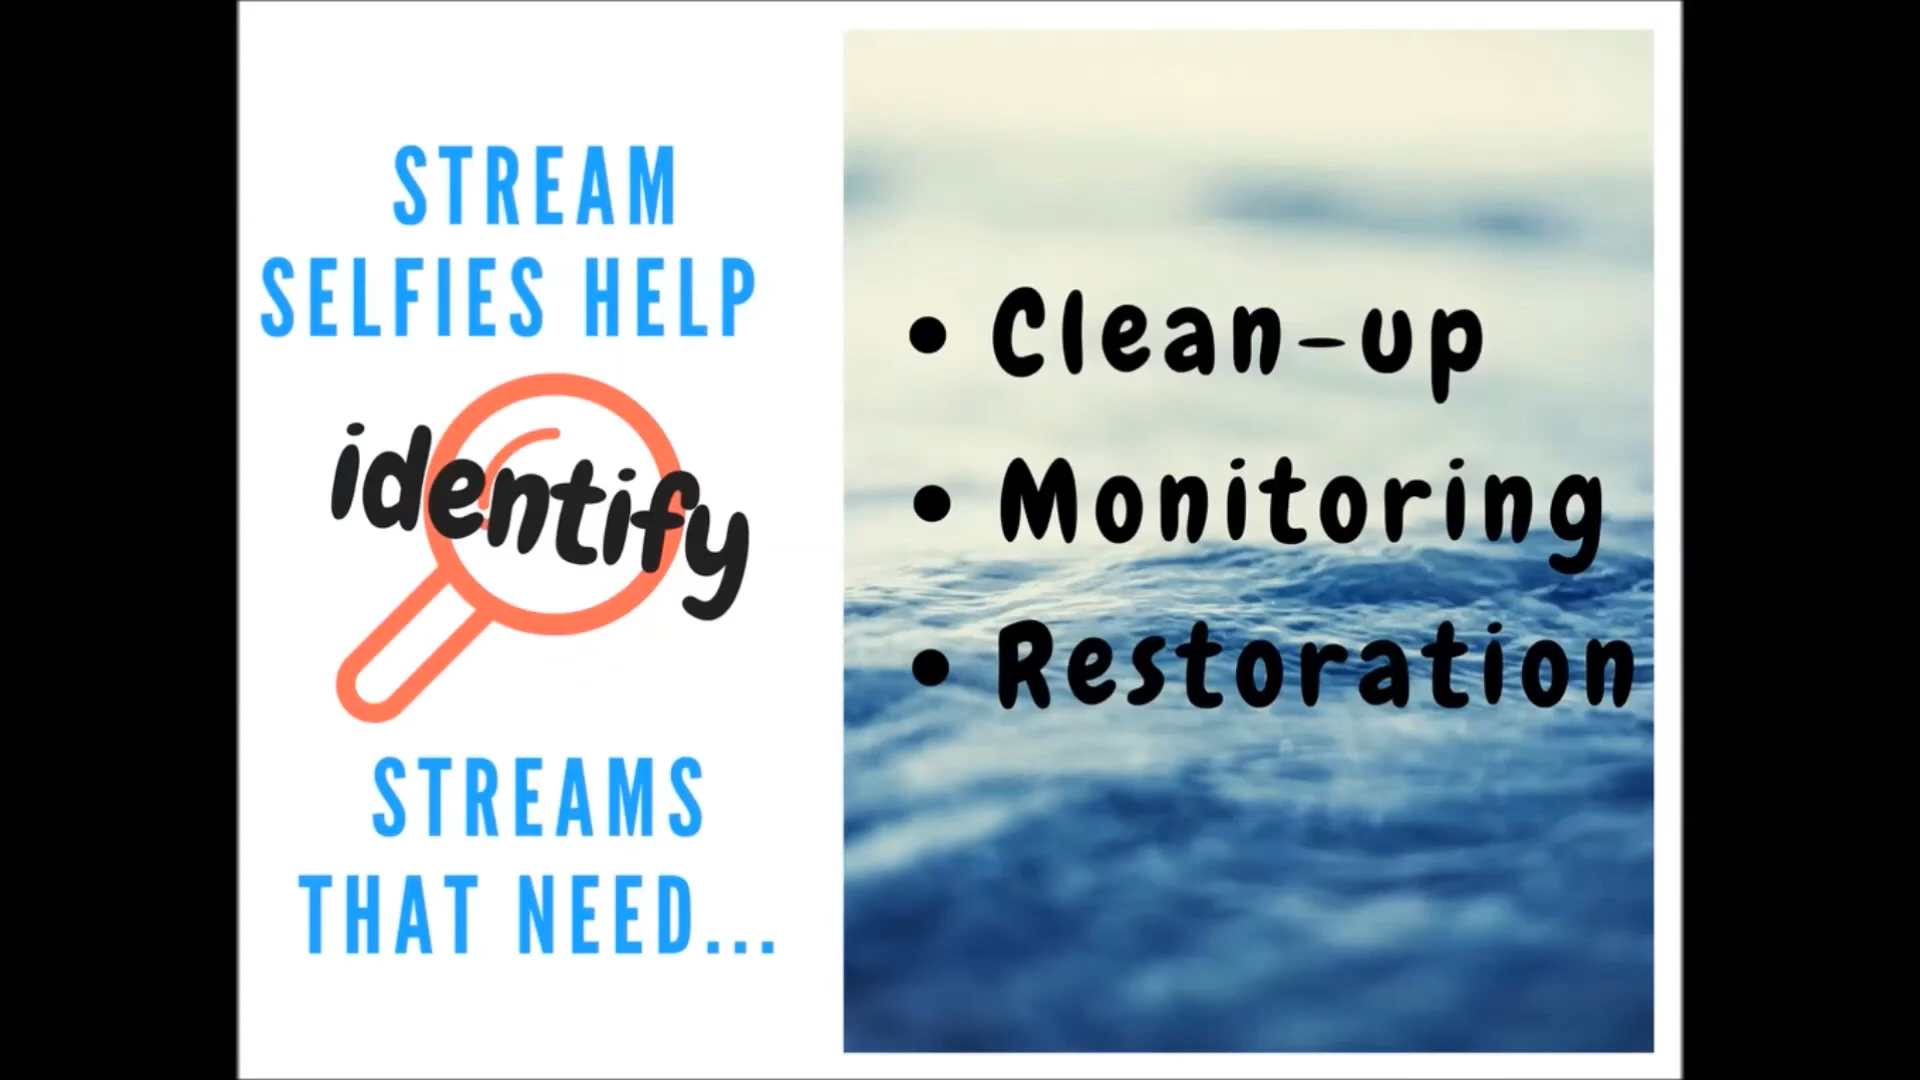 STREAM
SELFIES HELP
identify
STREAMS
THAT NEED...
• Clean-up
• Monitoring
• Restoration